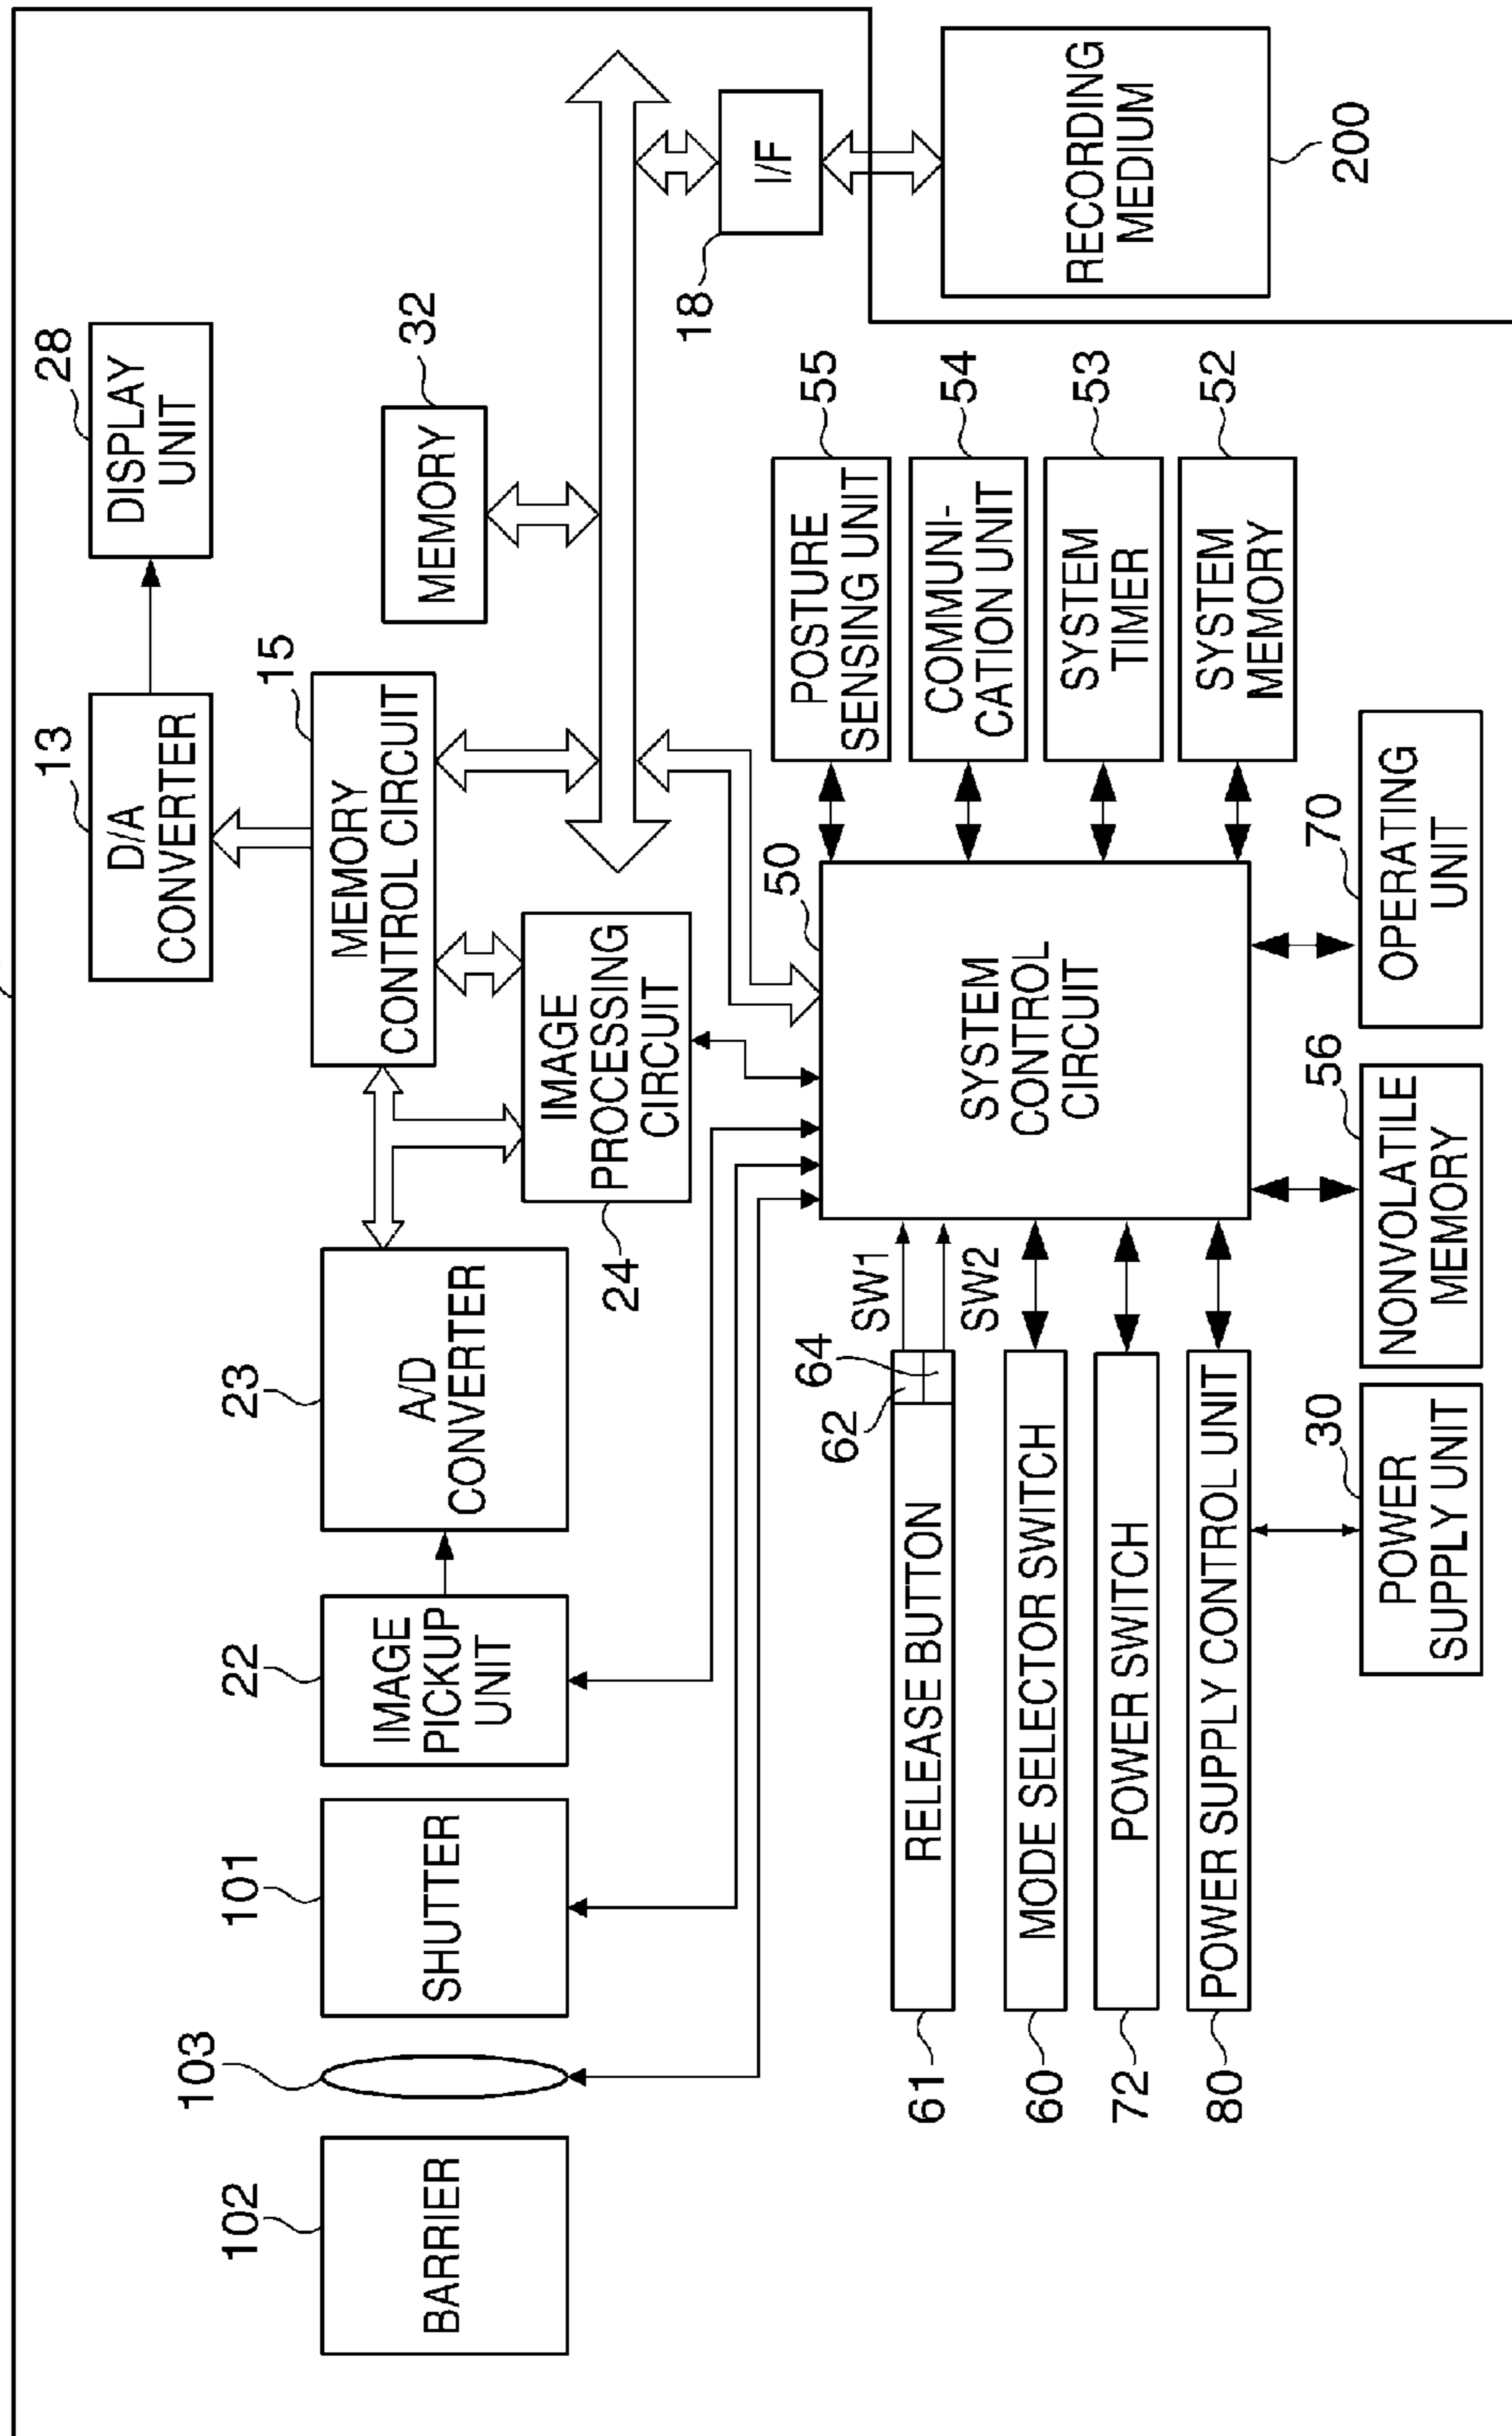 13
D/A
CONVERTER
28
DISPLAY
UNIT
102
BARRIER
103
101
SHUTTER
22
IMAGE
PICKUP
UNIT
23
A/D
CONVERTER
15
MEMORY
CONTROL CIRCUIT
32
MEMORY
24
IMAGE
PROCESSING
CIRCUIT
18
I/F
RECORDING
MEDIUM
200
50
SYSTEM
CONTROL
CIRCUIT
55
POSTURE
SENSING UNIT
54
COMMUNI-
CATION UNIT
53
SYSTEM
TIMER
52
SYSTEM
MEMORY
61
RELEASE BUTTON
62
64
SW1
SW2
60
MODE SELECTOR SWITCH
72
POWER SWITCH
80
POWER SUPPLY CONTROL UNIT
30
POWER
SUPPLY UNIT
56
NONVOLATILE
MEMORY
70
OPERATING
UNIT